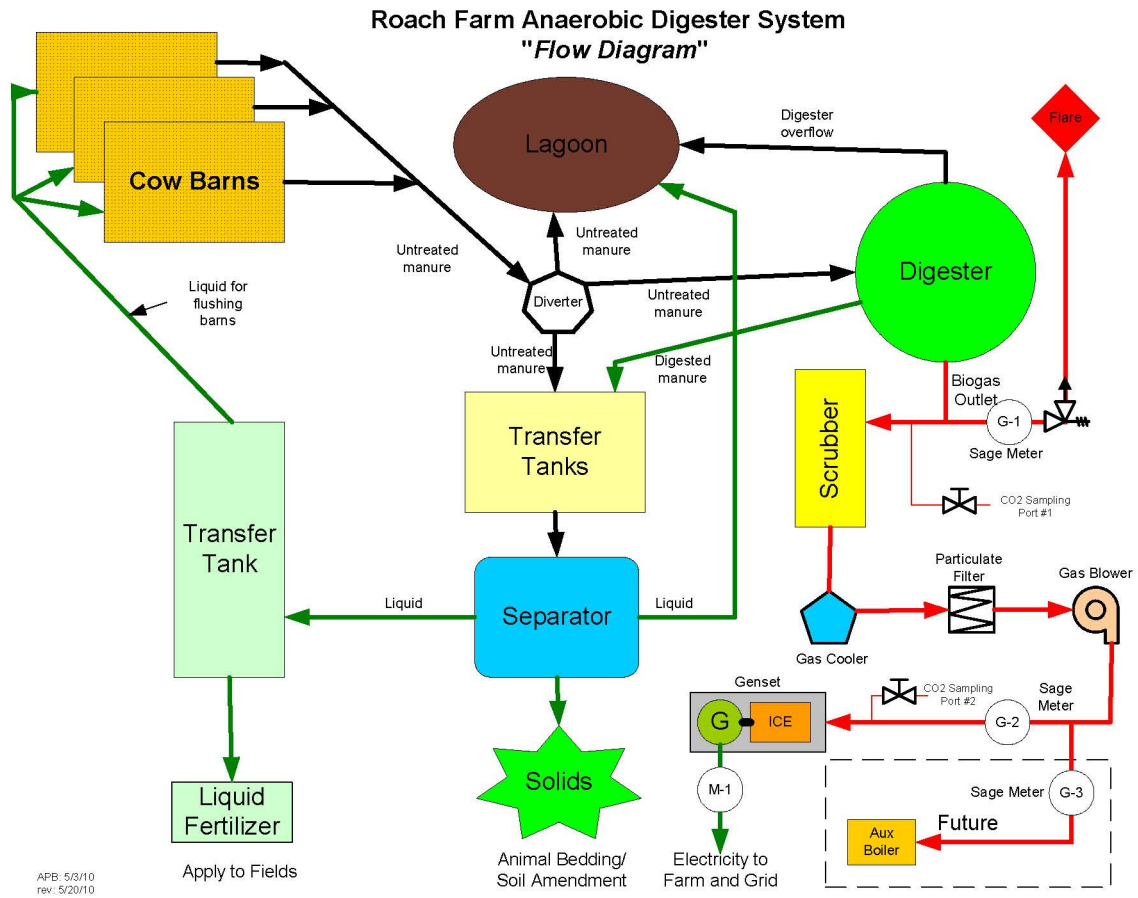 Roach Farm Anaerobic Digester System
"Flow Diagram"
Cow Barns
Lagoon
Digester
overflow
Flare
Untreated
manure
Untreated
manure
Digester
Diverter
Untreated
manure
Liquid for
flushing
barns
Untreated
manure
Digested
manure
Biogas
Outlet
G-1
Sage Meter
Scrubber
Transfer
Tanks
CO2 Sampling
Port #1
Transfer
Tank
Particulate
Filter
Gas Blower
Liquid
Separator
Liquid
Gas Cooler
Genset
CO2 Sampling
Port #2
Sage
Meter
G
ICE
G-2
Solids
M-1
Sage Meter
G-3
Liquid
Fertilizer
Future
Aux
Boiler
Apply to Fields
Animal Bedding/
Soil Amendment
Electricity to
Farm and Grid
APB: 5/3/10
rev: 5/20/10